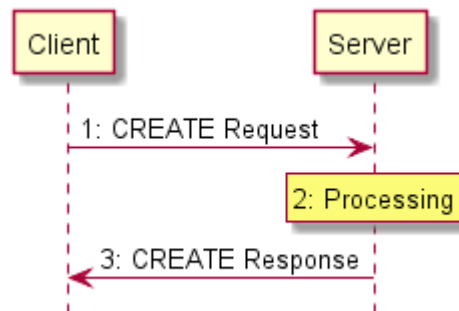 Client
Server
1: CREATE Request
2: Processing
3: CREATE Response